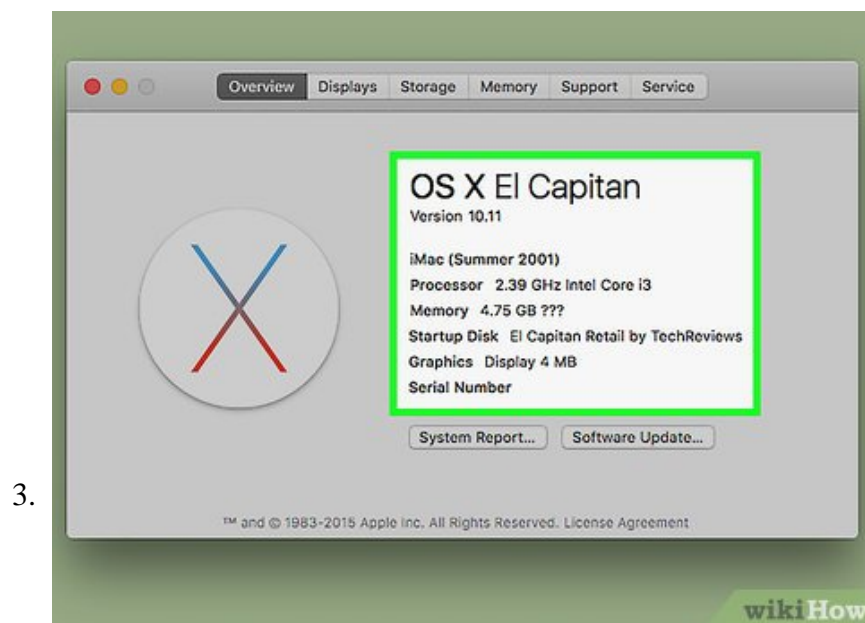 Overview Displays Storage Memory Support Service
OS X El Capitan
Version 10.11
iMac (Summer 2001)
Processor 2.39 GHz Intel Core i3
Memory 4.75 GB ???
Startup Disk El Capitan Retail by TechReviews
Graphics Display 4 MB
Serial Number
System Report... Software Update...
3.
™ and © 1983-2015 Apple Inc. All Rights Reserved. License Agreement
wikiHow